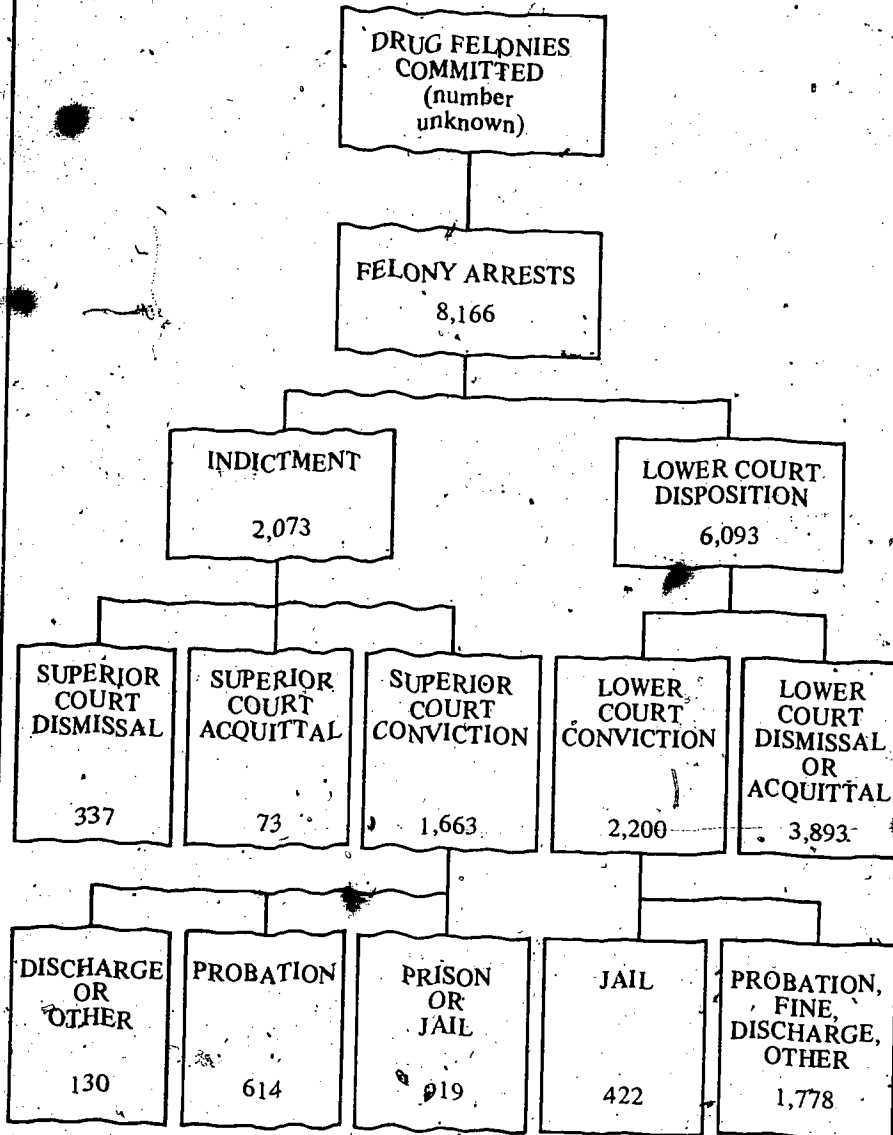 DRUG FELONIES
COMMITTED
(number
unknown)
FELONY ARRESTS
8,166
INDICTMENT
2,073
LOWER COURT
DISPOSITION
6,093
SUPERIOR
COURT
DISMISSAL
337
SUPERIOR
COURT
ACQUITTAL
73
SUPERIOR
COURT
CONVICTION
1,663
LOWER
COURT
CONVICTION
2,200
LOWER
COURT
DISMISSAL
OR
ACQUITTAL
3,893
DISCHARGE
OR
OTHER
130
PROBATION
614
PRISON
OR
JAIL
919
JAIL
422
PROBATION,
FINE,
DISCHARGE,
OTHER
1,778